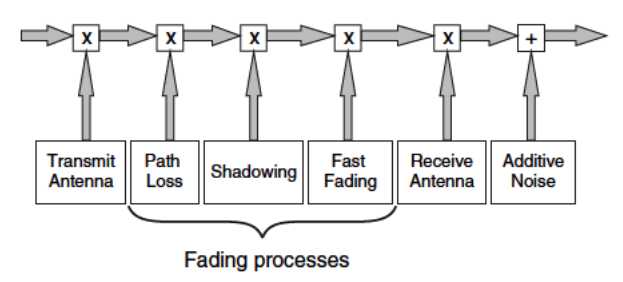 X X X X X +
Transmit Antenna
Path Loss
Shadowing
Fast Fading
Receive Antenna
Additive Noise
Fading processes